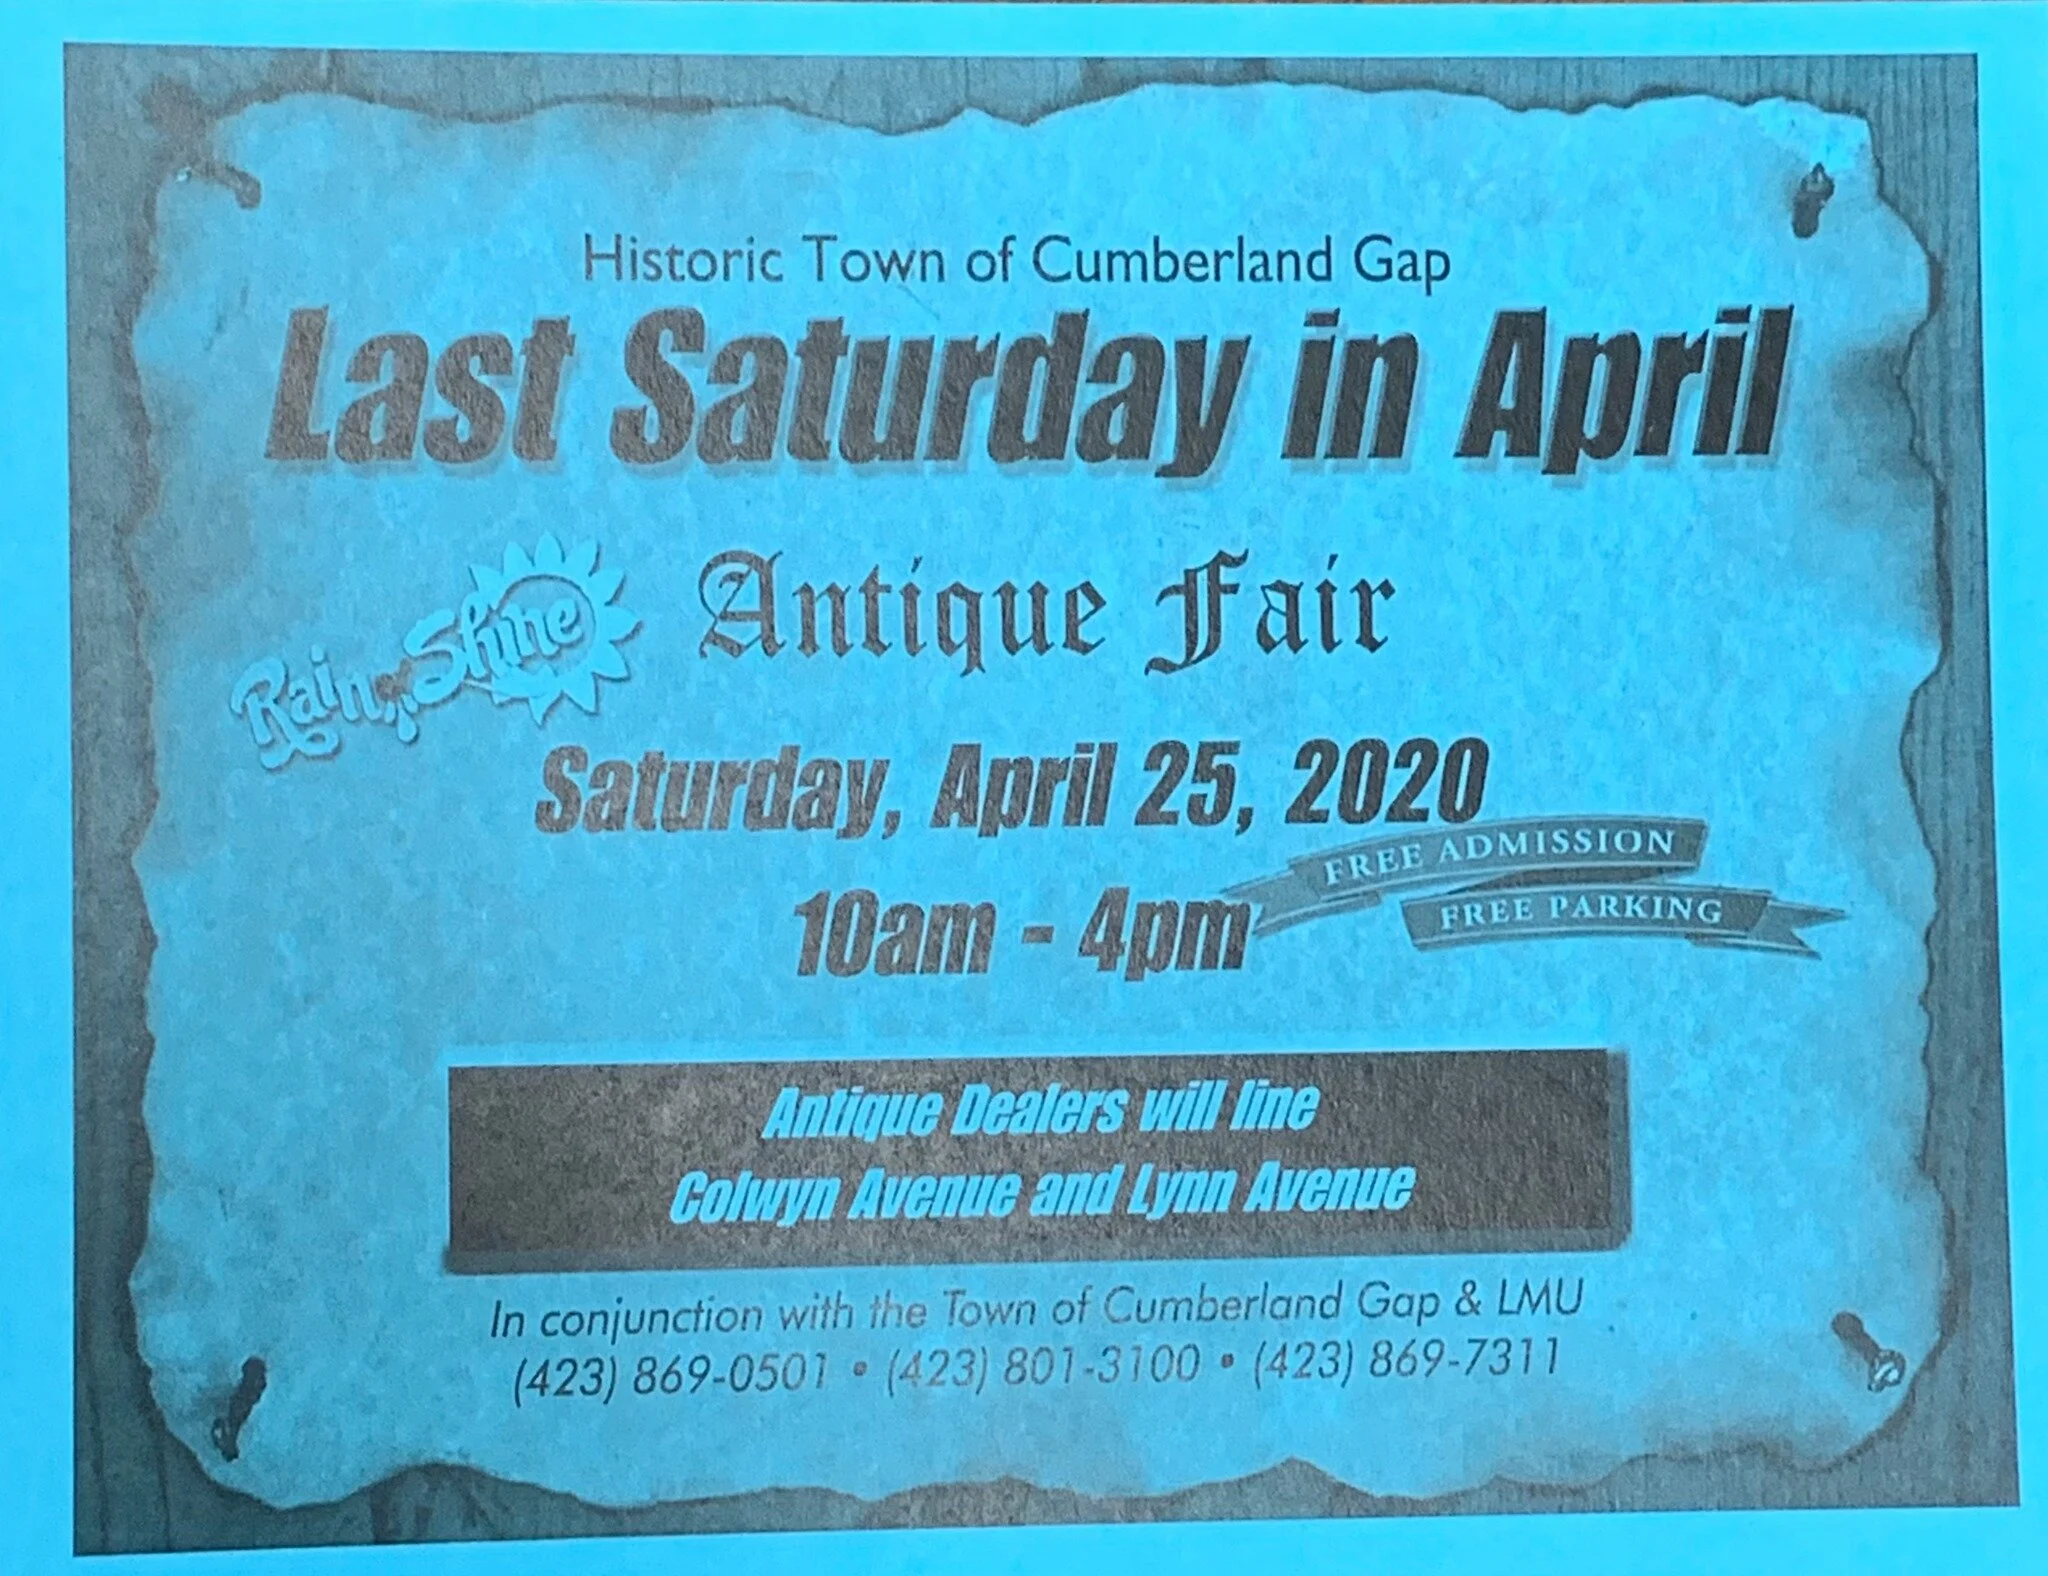 Historic Town of Cumberland Gap
Last Saturday in April
Antique Fair
Rain or Shine
Saturday, April 25, 2020
FREE ADMISSION
10am - 4pm
FREE PARKING
Antique Dealers will line
Colwyn Avenue and Lynn Avenue
In conjunction with the Town of Cumberland Gap & LMU
(423) 869-0501 • (423) 801-3100 • (423) 869-7311